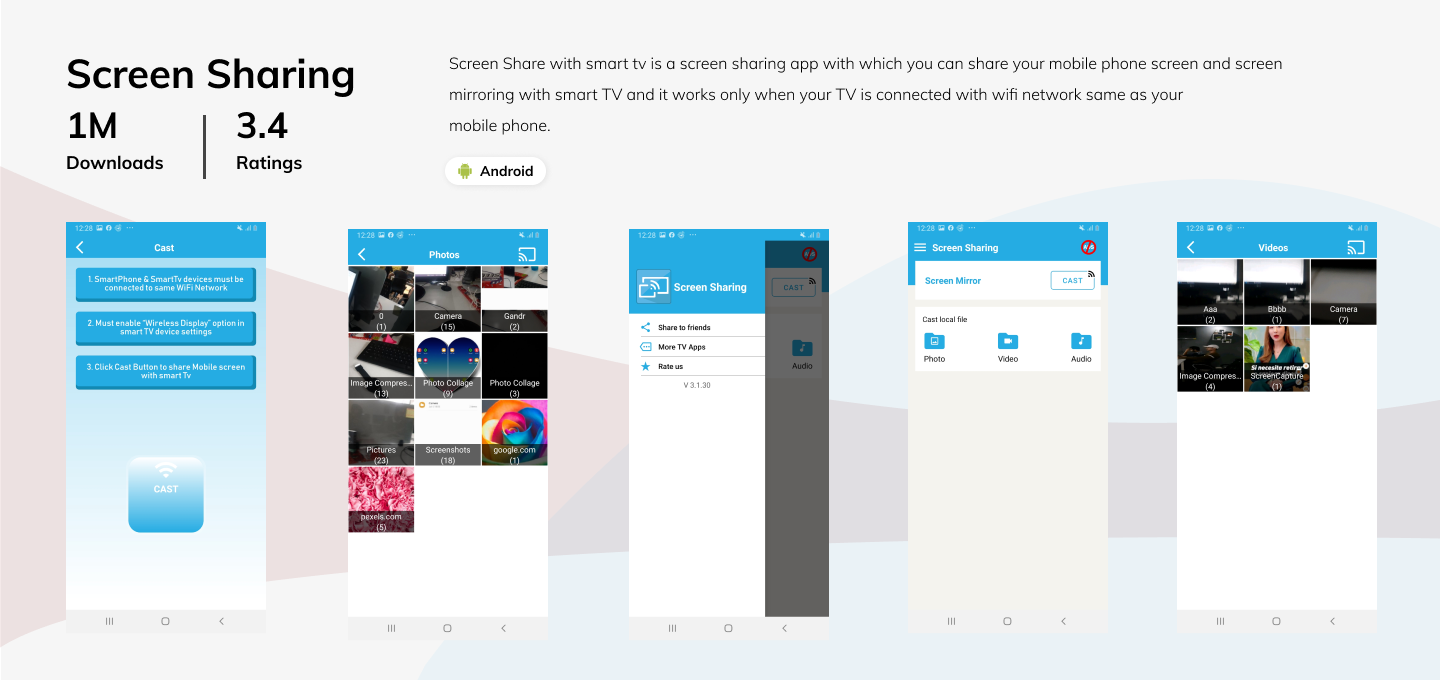 Screen Sharing
1M
Downloads
3.4
Ratings
Screen Share with smart tv is a screen sharing app with which you can share your mobile phone screen and screen
mirroring with smart TV and it works only when your TV is connected with wifi network same as your
mobile phone.
Android
12:28
Cast
1. SmartPhone & SmartTv devices must be
connected to same WiFi Network
2. Must enable "Wireless Display" option in
smart TV device settings
3. Click Cast Button to share Mobile screen
with smart Tv
CAST
12:28
Photos
0
(1)
Camera
(15)
Gandr
(2)
Image Compres...
(13)
Photo Collage
(9)
Photo Collage
(3)
Pictures
(23)
Screenshots
(18)
google.com
(1)
pexels.com
(5)
12:28
Screen Sharing
CAST
Share to friends
More TV Apps
Rate us
Audio
V 3.1.30
12:28
Screen Sharing
Screen Mirror
CAST
Cast local file
Photo
Video
Audio
12:28
Videos
Aaa
(2)
Bbbb
(1)
Camera
(7)
Image Compres...
(4)
Si necesita retirar
ScreenCapture
(1)